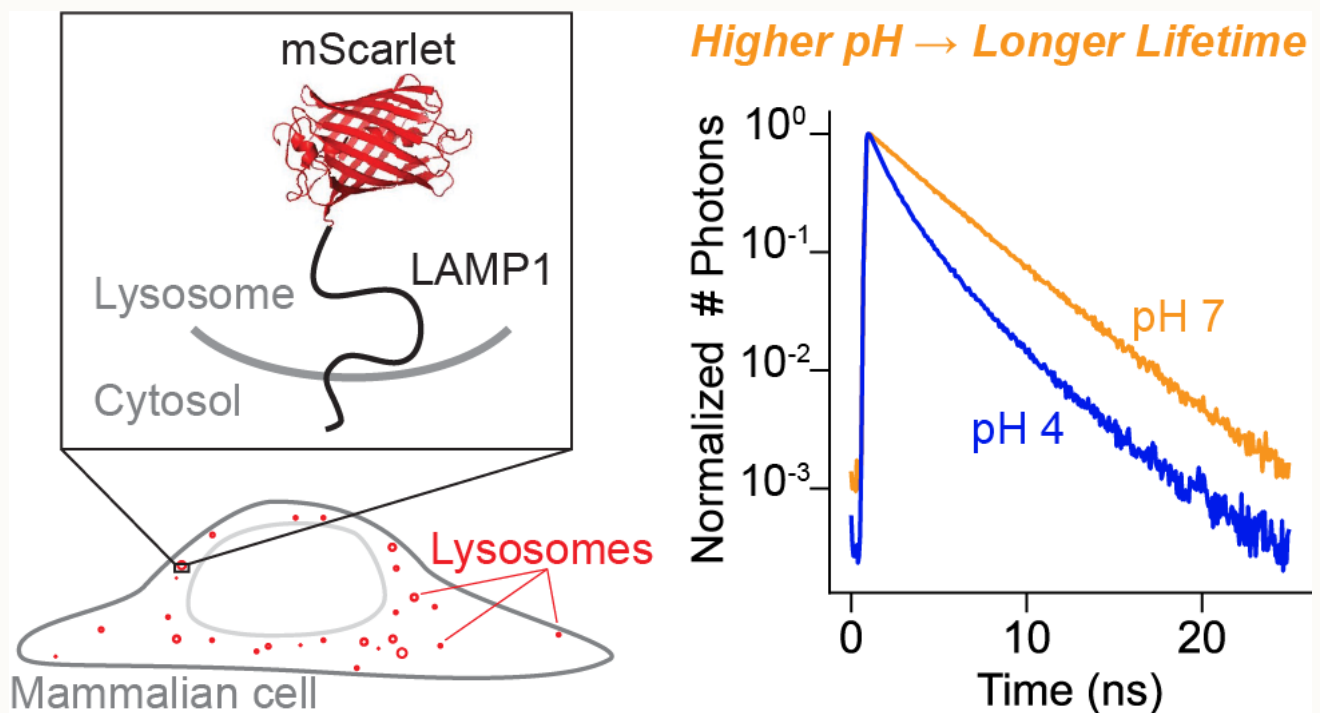 mScarlet
LAMP1
Lysosome
Cytosol
Lysosomes
Mammalian cell
Higher pH → Longer Lifetime
Normalized # Photons
10⁰
10⁻¹
10⁻²
10⁻³
pH 7
pH 4
0 10 20
Time (ns)